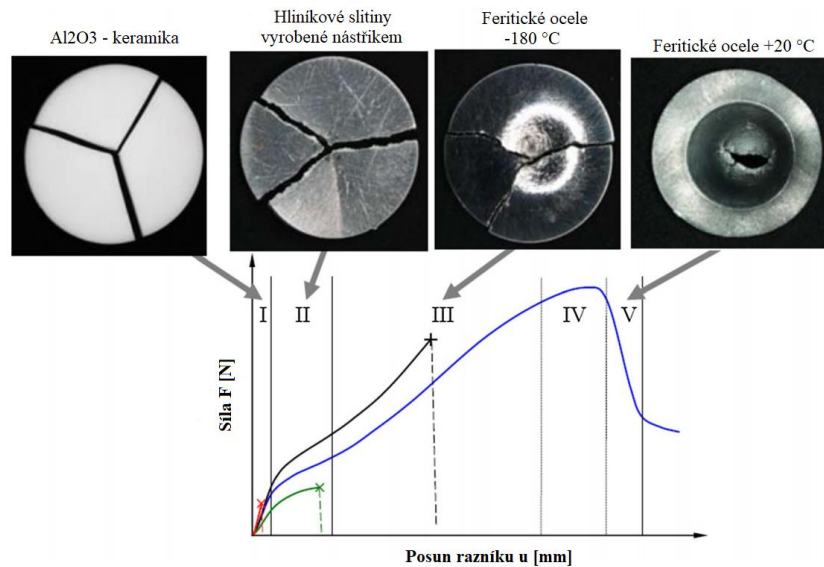 Al2O3 - keramika
Hliníkové slitiny
vyrobené nástřikem
Feritické ocele
-180 °C
Feritické ocele +20 °C
I
II
III
IV
V
Síla F [N]
Posun razníku u [mm]